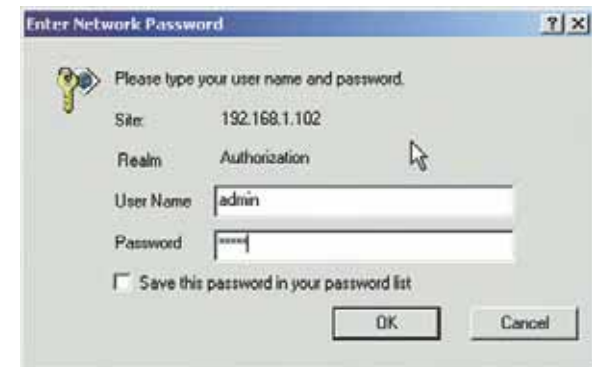 Enter Network Password
Please type your user name and password.
Site: 192.168.1.102
Realm Authorization
User Name admin
Password *****
Save this password in your password list
OK Cancel